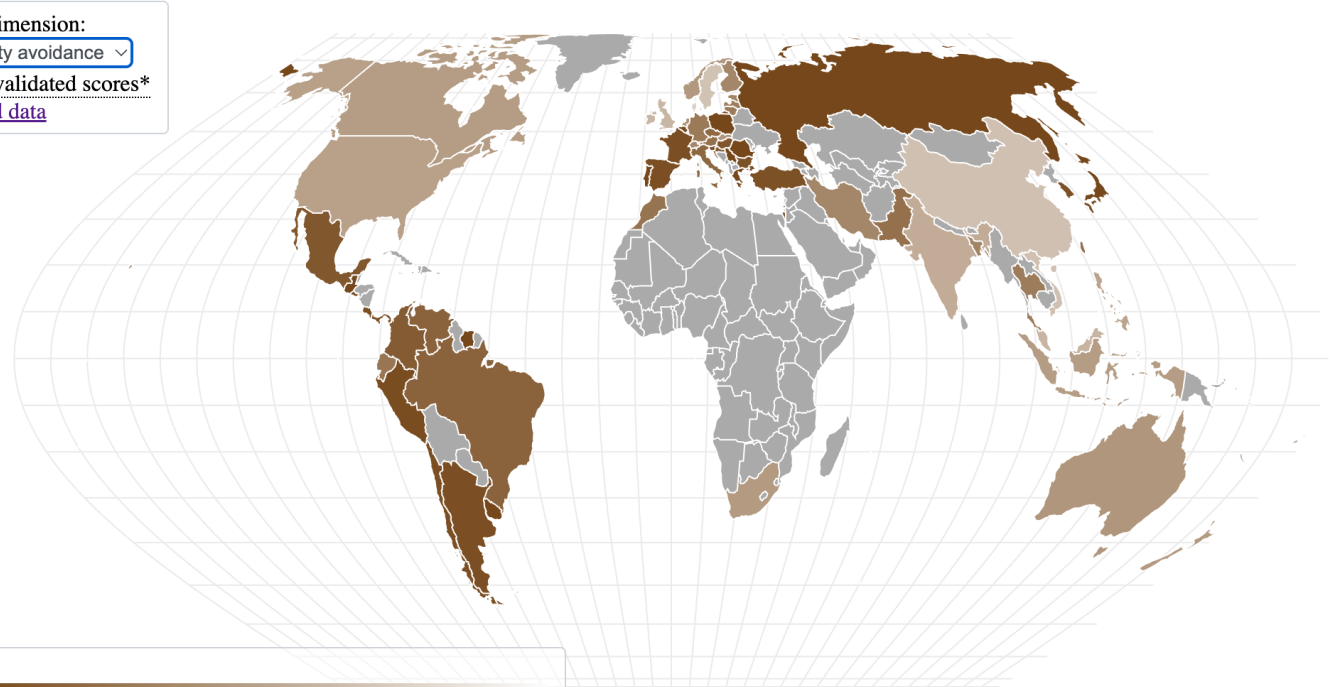 imension:
ty avoidance
validated scores*
l data